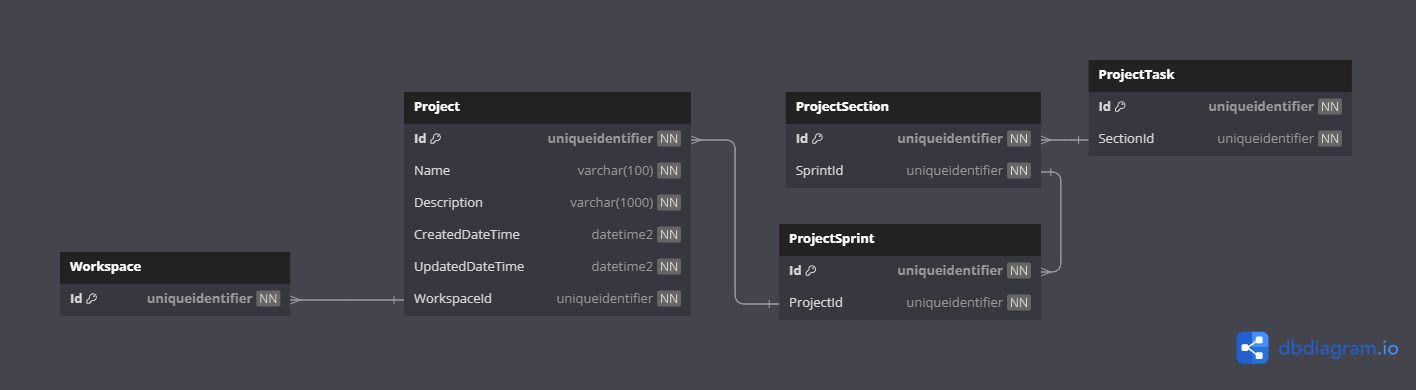 Workspace
Id uniqueidentifier NN
Project
Id uniqueidentifier NN
Name varchar(100) NN
Description varchar(1000) NN
CreatedDateTime datetime2 NN
UpdatedDateTime datetime2 NN
WorkspaceId uniqueidentifier NN
ProjectSection
Id uniqueidentifier NN
SprintId uniqueidentifier NN
ProjectSprint
Id uniqueidentifier NN
ProjectId uniqueidentifier NN
ProjectTask
Id uniqueidentifier NN
SectionId uniqueidentifier NN
dbdiagram.io